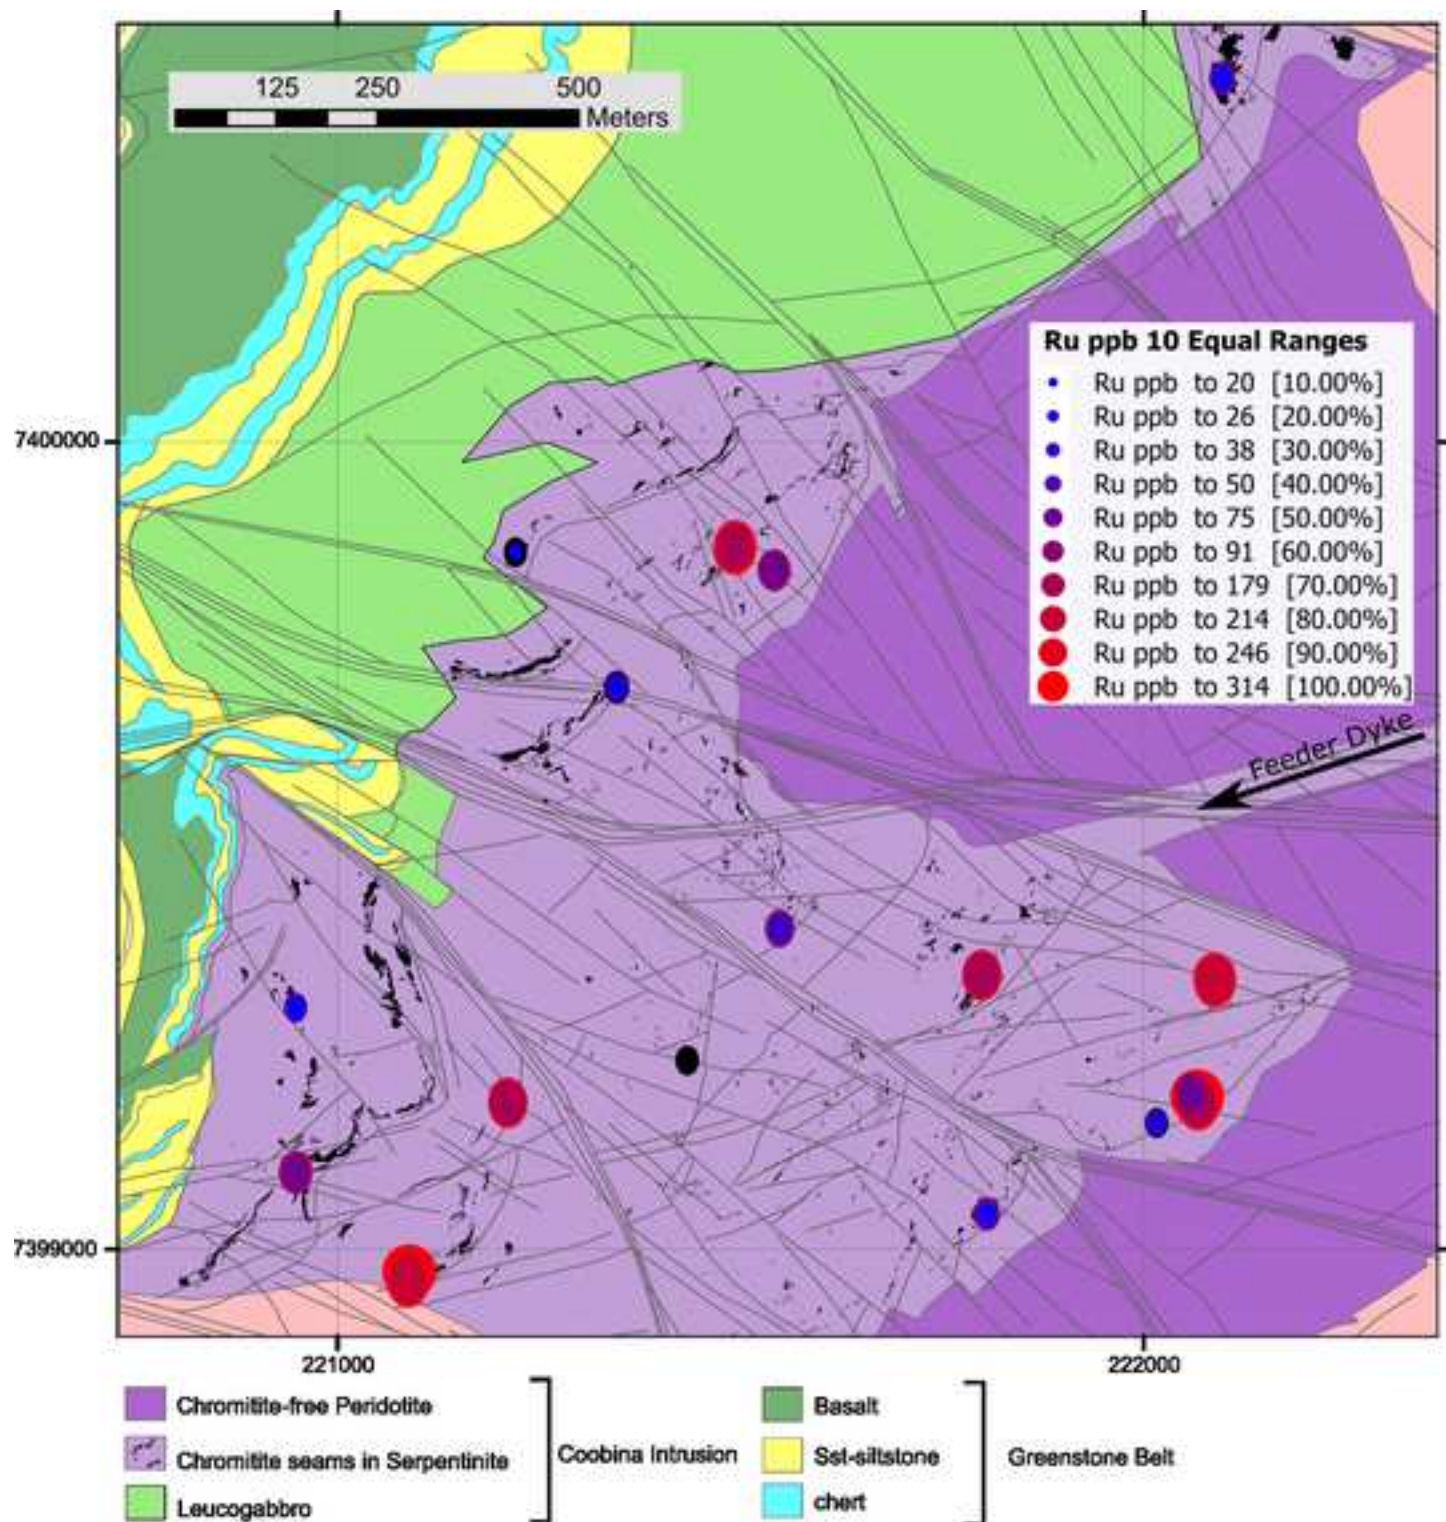 125 250 500
Meters
Ru ppb 10 Equal Ranges
Ru ppb to 20 [10.00%]
Ru ppb to 26 [20.00%]
7400000
Ru ppb to 38 [30.00%]
Ru ppb to 50 [40.00%]
Ru ppb to 75 [50.00%]
Ru ppb to 91 [60.00%]
Ru ppb to 179 [70.00%]
Ru ppb to 214 [80.00%]
Ru ppb to 246 [90.00%]
Ru ppb to 314 [100.00%]
Feeder Dyke
7399000
221000 222000
Chromitite-free Peridotite
Chromitite seams in Serpentinite
Leucogabbro
Coobina Intrusion
Basalt
Sst-siltstone
chert
Greenstone Belt